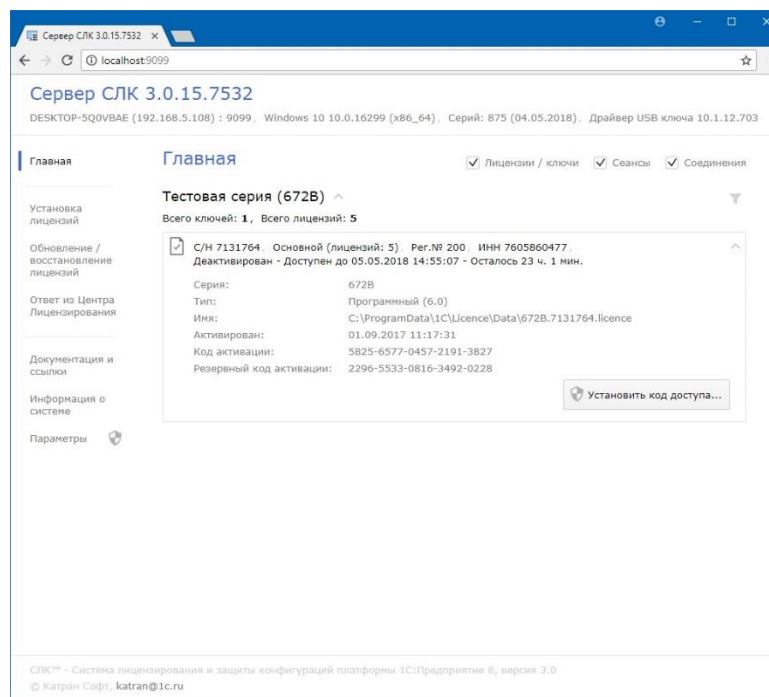 Сервер СЛК 3.0.15.7532
localhost:9099
Сервер СЛК 3.0.15.7532
DESKTOP-5Q0VBAE (192.168.5.108) : 9099, Windows 10 10.0.16299 (x86_64), Серий: 875 (04.05.2018), Драйвер USB ключа 10.1.12.703
Главная
Установка лицензий
Обновление / восстановление лицензий
Ответ из Центра Лицензирования
Документация и ссылки
Информация о системе
Параметры
Главная
Лицензии / ключи
Сеансы
Соединения
Тестовая серия (672B)
Всего ключей: 1, Всего лицензий: 5
С/Н 7131764, Основной (лицензий: 5), Рег.№ 200, ИНН 7605860477,
Деактивирован - Доступен до 05.05.2018 14:55:07 - Осталось 23 ч. 1 мин.
Серия: 672B
Тип: Программный (6.0)
Имя: C:\ProgramData\1C\Licence\Data\672B.7131764.licence
Активирован: 01.09.2017 11:17:31
Код активации: 5825-6577-0457-2191-3827
Резервный код активации: 2296-5533-0816-3492-0228
Установить код доступа...
СЛК™ - Система лицензирования и защиты конфигураций платформы 1С:Предприятие 8, версия 3.0
© Катран Софт, katran@1c.ru